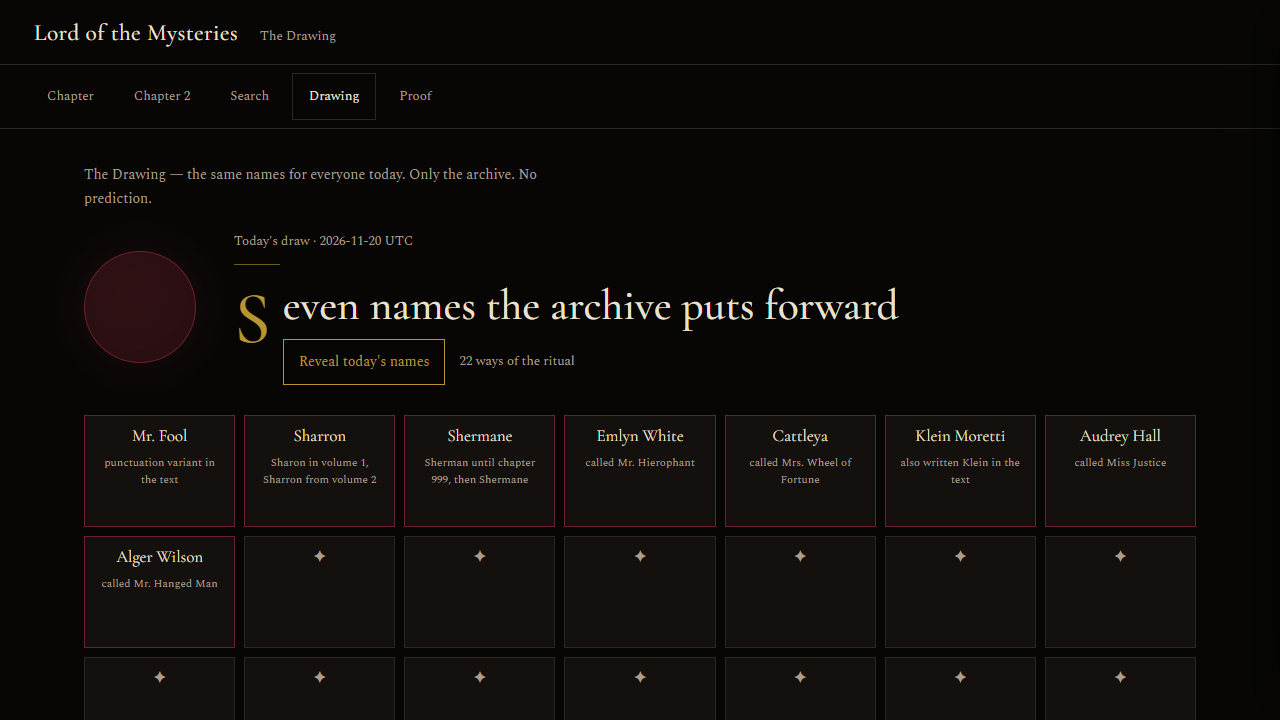 Lord of the Mysteries
The Drawing
Chapter
Chapter 2
Search
Drawing
Proof
The Drawing — the same names for everyone today. Only the archive. No
prediction.
Today's draw · 2026-11-20 UTC
Seven names the archive puts forward
Reveal today's names
22 ways of the ritual
Mr. Fool
punctuation variant in
the text
Sharron
Sharon in volume 1,
Sharron from volume 2
Shermane
Sherman until chapter
999, then Shermane
Emlyn White
called Mr. Hierophant
Cattleya
called Mrs. Wheel of
Fortune
Klein Moretti
also written Klein in the
text
Audrey Hall
called Miss Justice
Alger Wilson
called Mr. Hanged Man